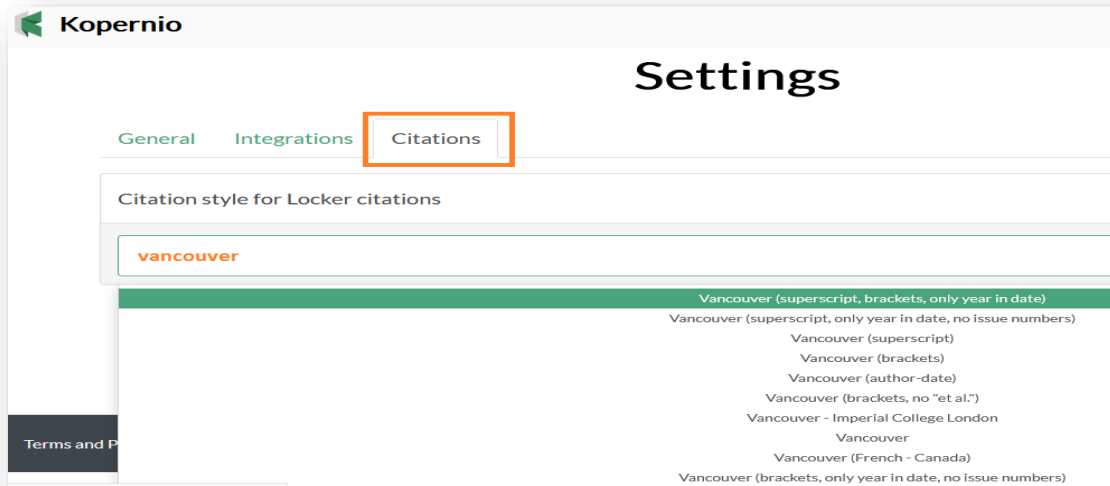 Kopernio
Settings
General Integrations Citations
Citation style for Locker citations
vancouver
Vancouver (superscript, brackets, only year in date)
Vancouver (superscript, only year in date, no issue numbers)
Vancouver (superscript)
Vancouver (brackets)
Vancouver (author-date)
Vancouver (brackets, no "et al.")
Vancouver - Imperial College London
Vancouver
Vancouver (French - Canada)
Vancouver (brackets, only year in date, no issue numbers)
Terms and P